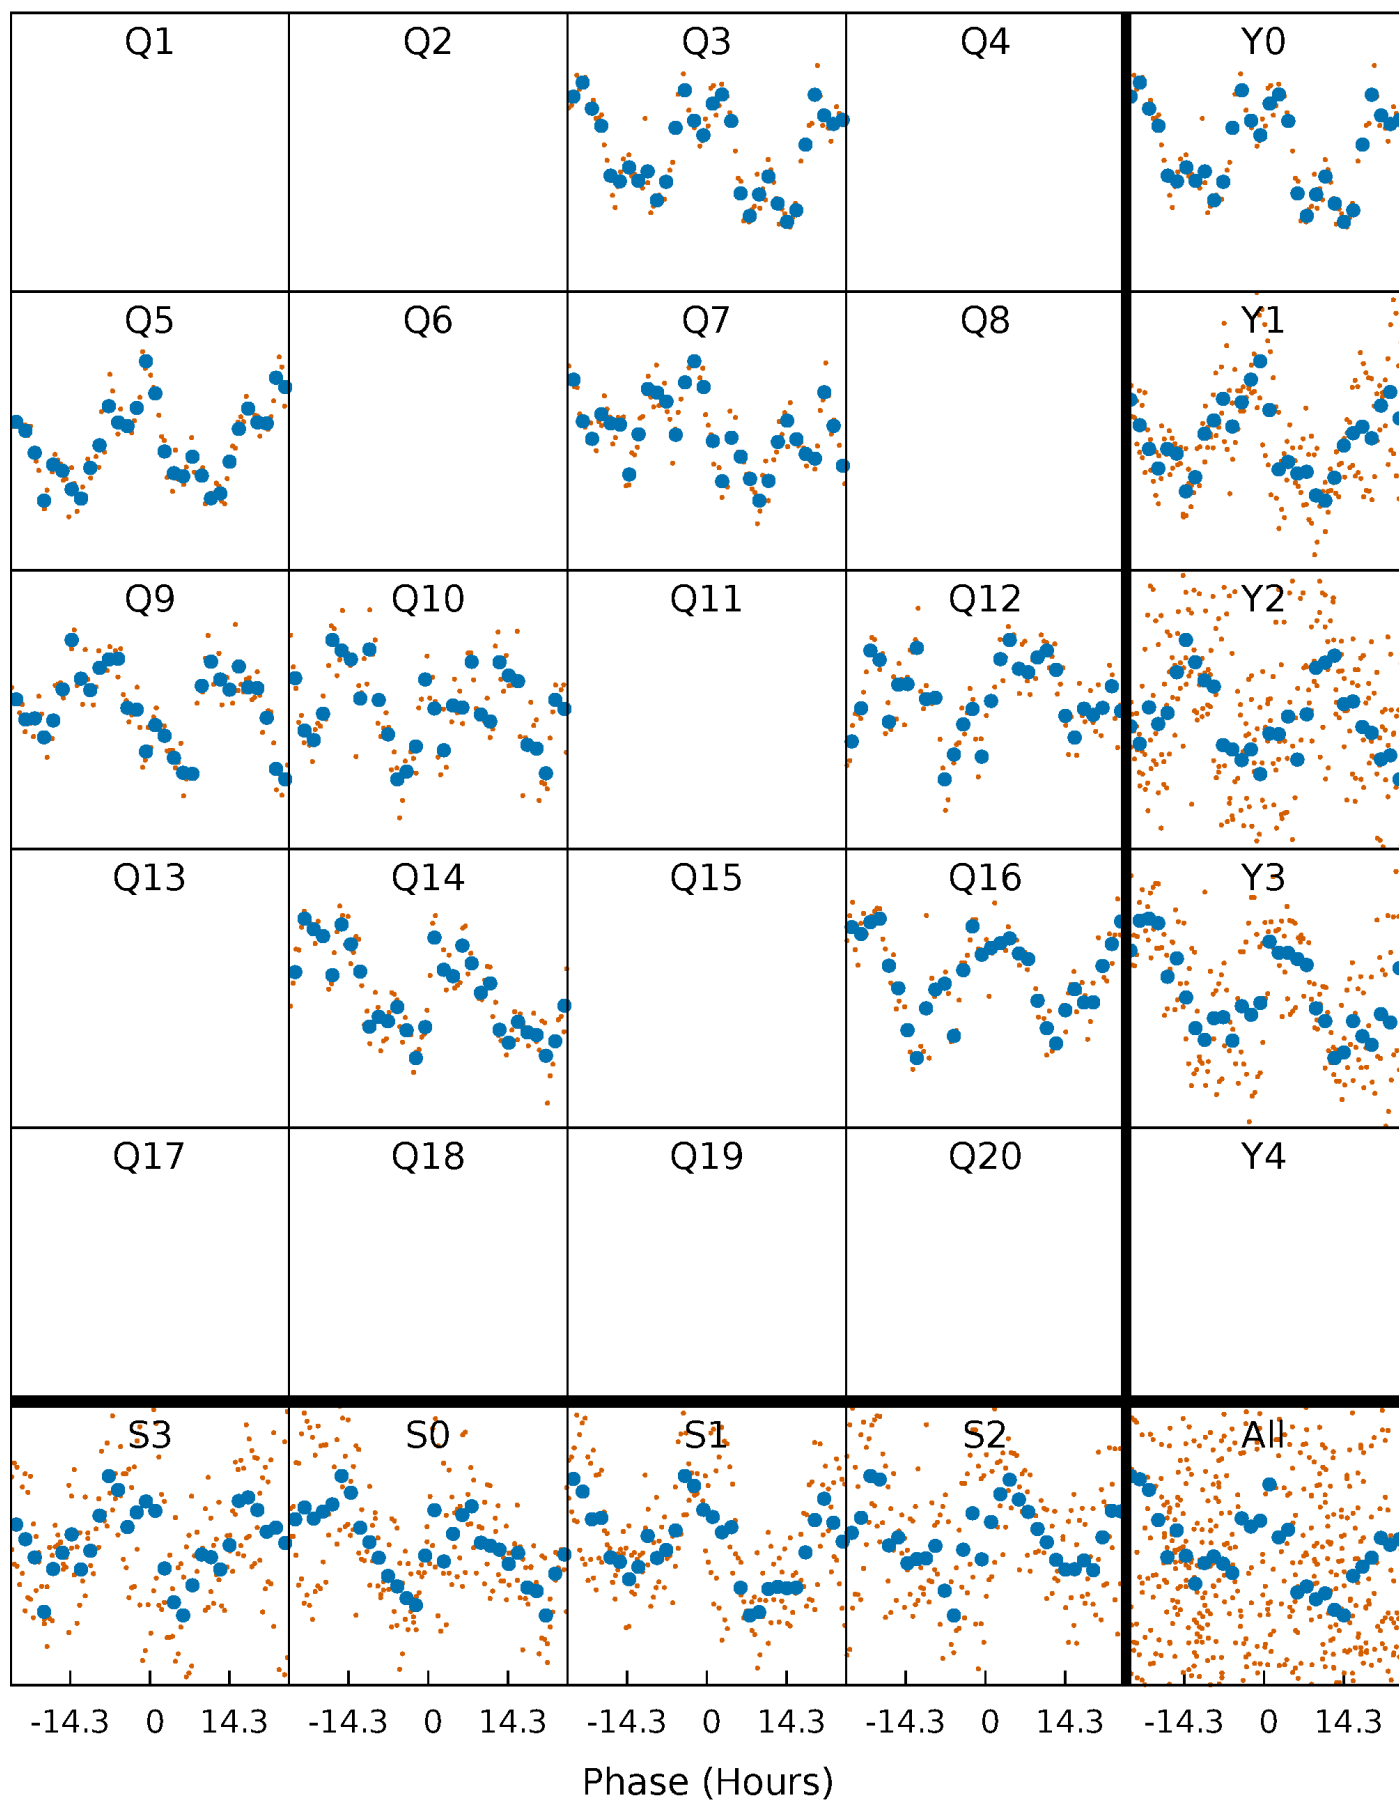 Q1 Q2 Q3 Q4 Y0
Q5 Q6 Q7 Q8 Y1
Q9 Q10 Q11 Q12 Y2
Q13 Q14 Q15 Q16 Y3
Q17 Q18 Q19 Q20 Y4
S3 S0 S1 S2 All
-14.3 0 14.3 -14.3 0 14.3 -14.3 0 14.3 -14.3 0 14.3 -14.3 0 14.3
Phase (Hours)